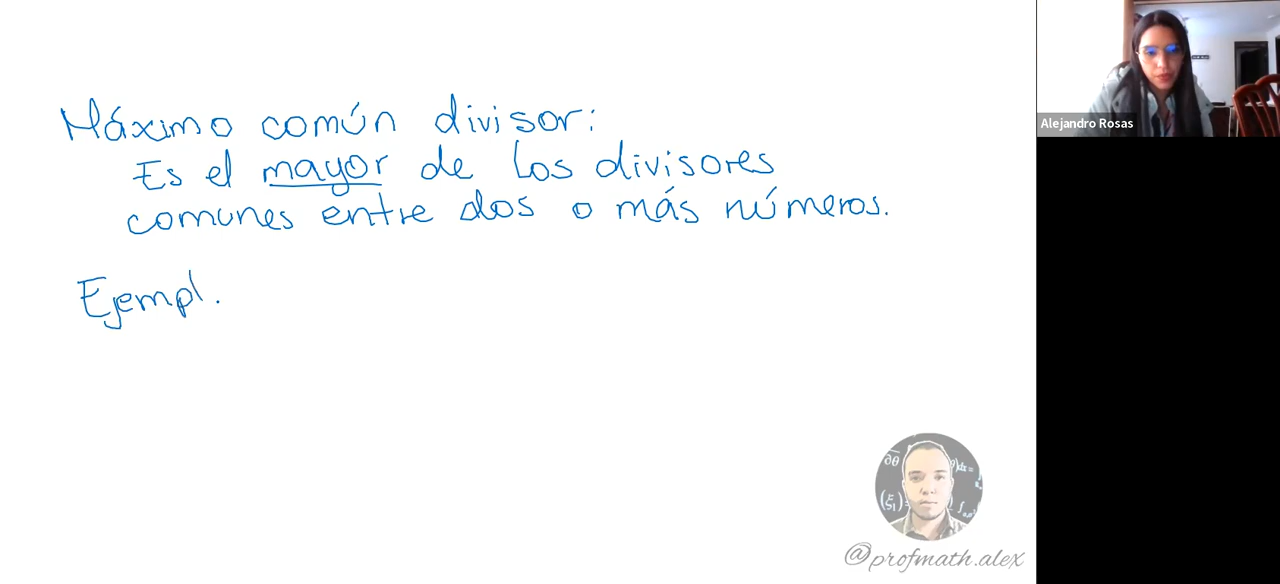 Máximo común divisor:
Es el mayor de los divisores
comunes entre dos o más números.
Ejempl.
Alejandro Rosas
@profmath.alex